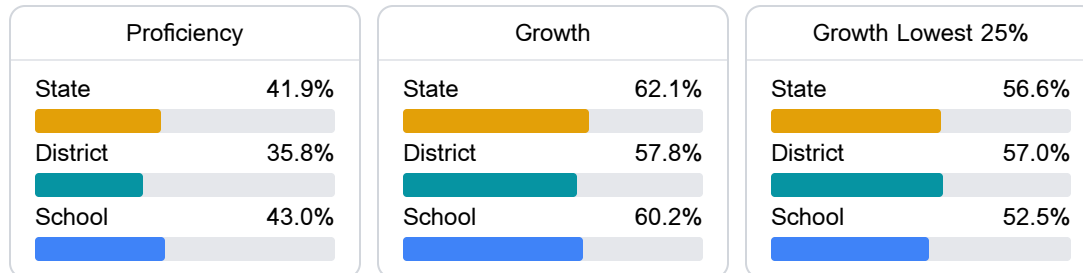 Proficiency
State 41.9%
District 35.8%
School 43.0%
Growth
State 62.1%
District 57.8%
School 60.2%
Growth Lowest 25%
State 56.6%
District 57.0%
School 52.5%